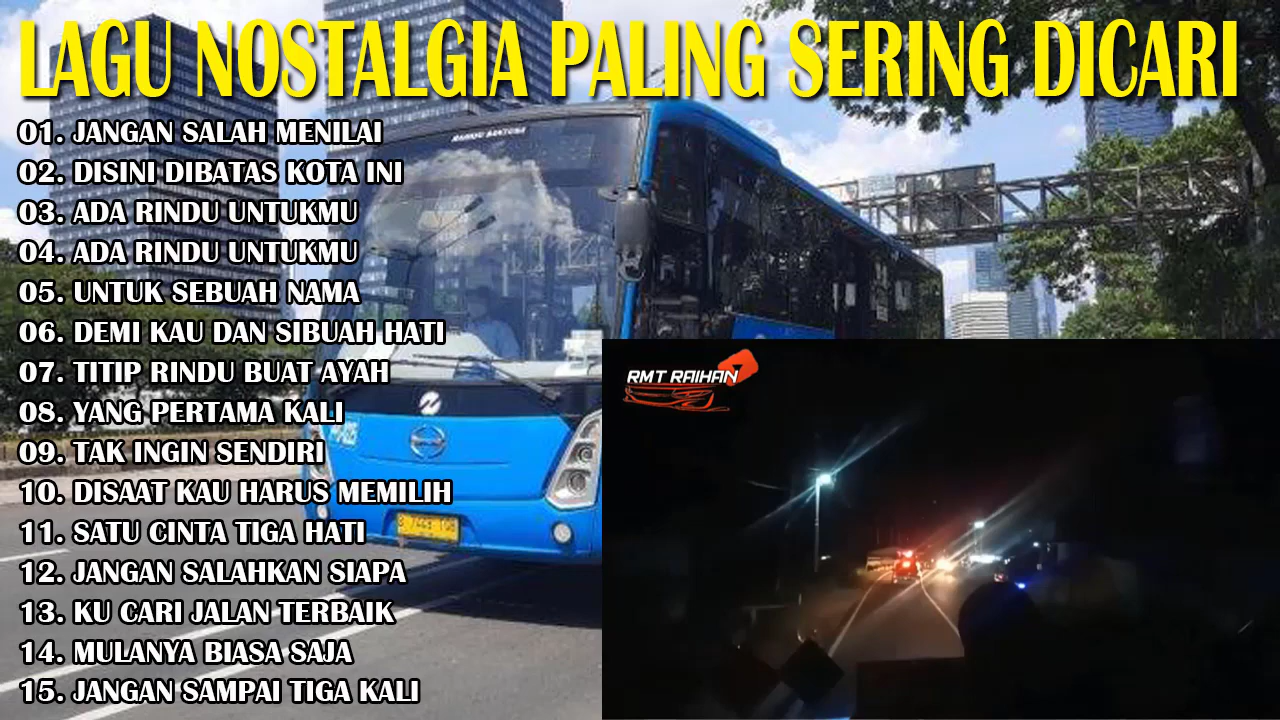 LAGU NOSTALGIA PALING SERING DICARI
01. JANGAN SALAH MENILAI
02. DISINI DIBATAS KOTA INI
03. ADA RINDU UNTUKMU
04. ADA RINDU UNTUKMU
05. UNTUK SEBUAH NAMA
06. DEMI KAU DAN SIBUAH HATI
07. TITIP RINDU BUAT AYAH
08. YANG PERTAMA KALI
09. TAK INGIN SENDIRI
10. DISAAT KAU HARUS MEMILIH
11. SATU CINTA TIGA HATI
12. JANGAN SALAHKAN SIAPA
13. KU CARI JALAN TERBAIK
14. MULANYA BIASA SAJA
15. JANGAN SAMPAI TIGA KALI
RMT RAIHAN